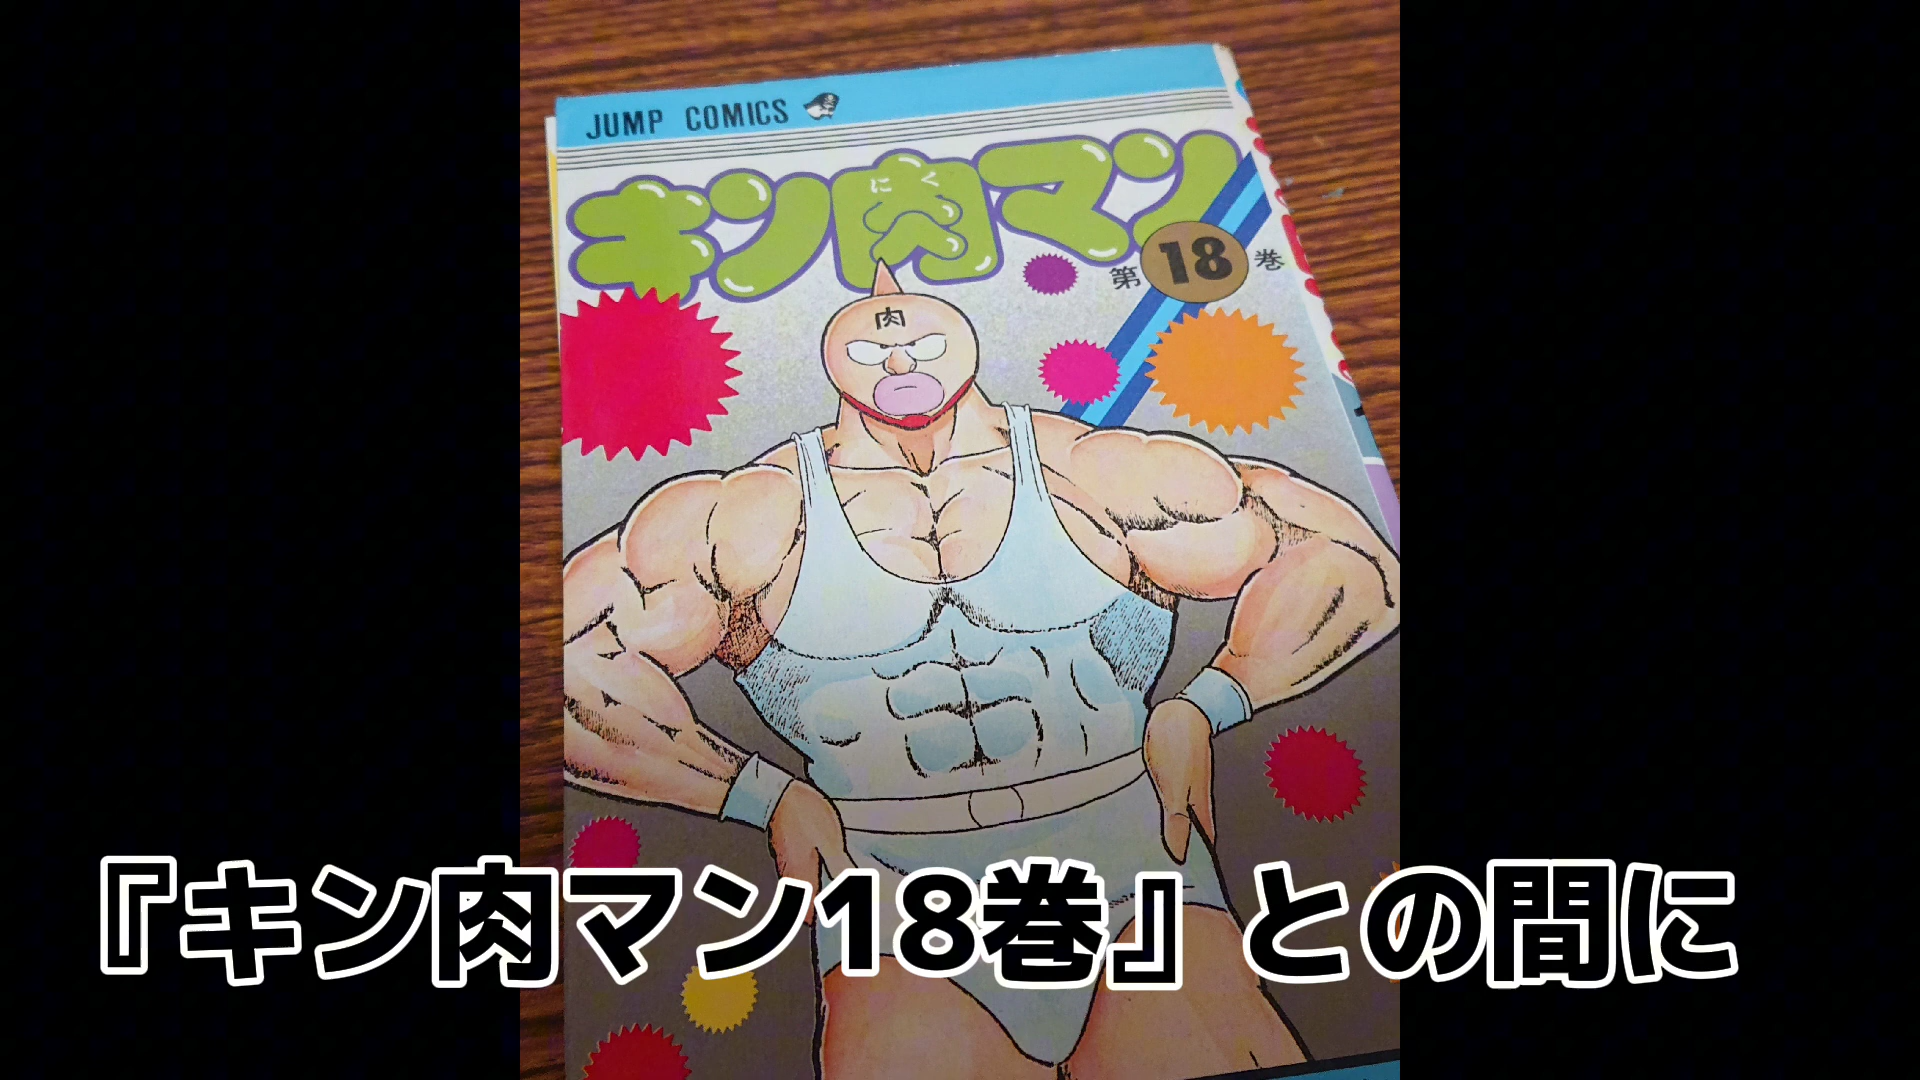 JUMP COMICS
キン肉マン
にく
第18巻
肉
『キン肉マン18巻』との間に